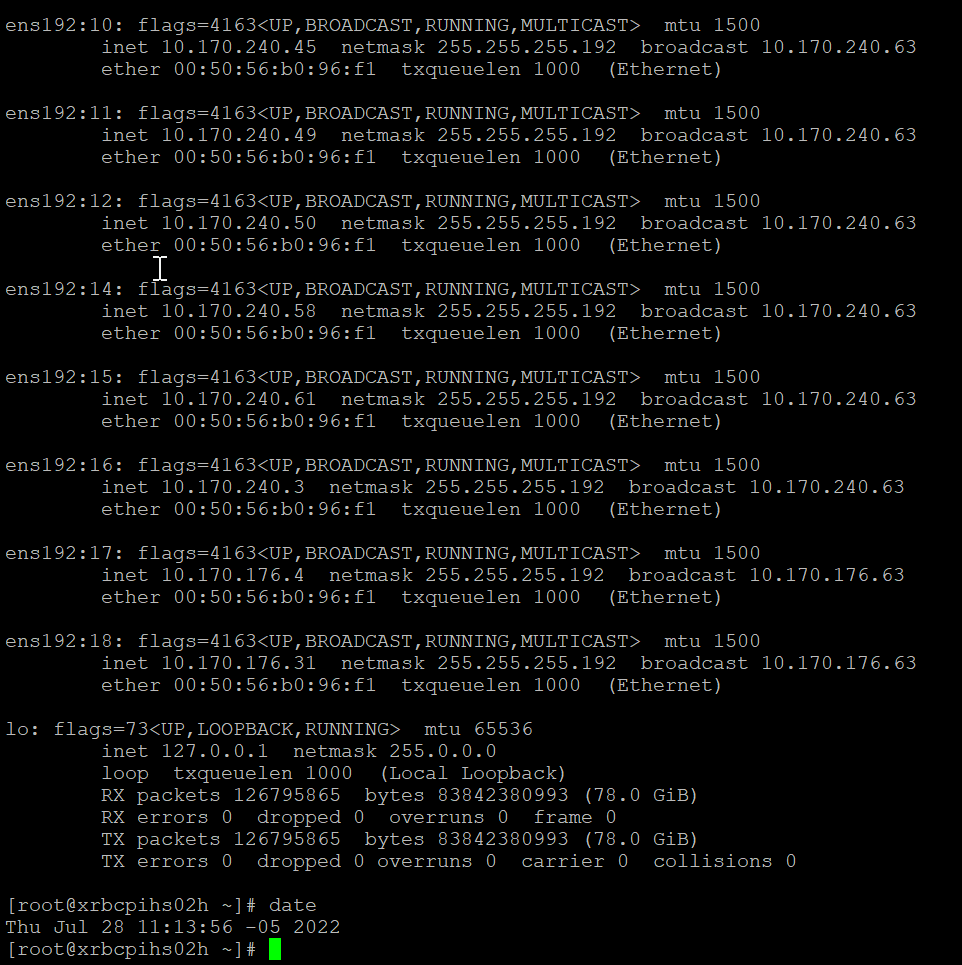 ens192:10: flags=4163<UP,BROADCAST,RUNNING,MULTICAST>  mtu 1500
        inet 10.170.240.45  netmask 255.255.255.192  broadcast 10.170.240.63
        ether 00:50:56:b0:96:f1  txqueuelen 1000  (Ethernet)

ens192:11: flags=4163<UP,BROADCAST,RUNNING,MULTICAST>  mtu 1500
        inet 10.170.240.49  netmask 255.255.255.192  broadcast 10.170.240.63
        ether 00:50:56:b0:96:f1  txqueuelen 1000  (Ethernet)

ens192:12: flags=4163<UP,BROADCAST,RUNNING,MULTICAST>  mtu 1500
        inet 10.170.240.50  netmask 255.255.255.192  broadcast 10.170.240.63
        ether 00:50:56:b0:96:f1  txqueuelen 1000  (Ethernet)

ens192:14: flags=4163<UP,BROADCAST,RUNNING,MULTICAST>  mtu 1500
        inet 10.170.240.58  netmask 255.255.255.192  broadcast 10.170.240.63
        ether 00:50:56:b0:96:f1  txqueuelen 1000  (Ethernet)

ens192:15: flags=4163<UP,BROADCAST,RUNNING,MULTICAST>  mtu 1500
        inet 10.170.240.61  netmask 255.255.255.192  broadcast 10.170.240.63
        ether 00:50:56:b0:96:f1  txqueuelen 1000  (Ethernet)

ens192:16: flags=4163<UP,BROADCAST,RUNNING,MULTICAST>  mtu 1500
        inet 10.170.240.3  netmask 255.255.255.192  broadcast 10.170.240.63
        ether 00:50:56:b0:96:f1  txqueuelen 1000  (Ethernet)

ens192:17: flags=4163<UP,BROADCAST,RUNNING,MULTICAST>  mtu 1500
        inet 10.170.176.4  netmask 255.255.255.192  broadcast 10.170.176.63
        ether 00:50:56:b0:96:f1  txqueuelen 1000  (Ethernet)

ens192:18: flags=4163<UP,BROADCAST,RUNNING,MULTICAST>  mtu 1500
        inet 10.170.176.31  netmask 255.255.255.192  broadcast 10.170.176.63
        ether 00:50:56:b0:96:f1  txqueuelen 1000  (Ethernet)

lo: flags=73<UP,LOOPBACK,RUNNING>  mtu 65536
        inet 127.0.0.1  netmask 255.0.0.0
        loop  txqueuelen 1000  (Local Loopback)
        RX packets 126795865  bytes 83842380993 (78.0 GiB)
        RX errors 0  dropped 0  overruns 0  frame 0
        TX packets 126795865  bytes 83842380993 (78.0 GiB)
        TX errors 0  dropped 0 overruns 0  carrier 0  collisions 0

[root@xrbcpihs02h ~]# date
Thu Jul 28 11:13:56 -05 2022
[root@xrbcpihs02h ~]#